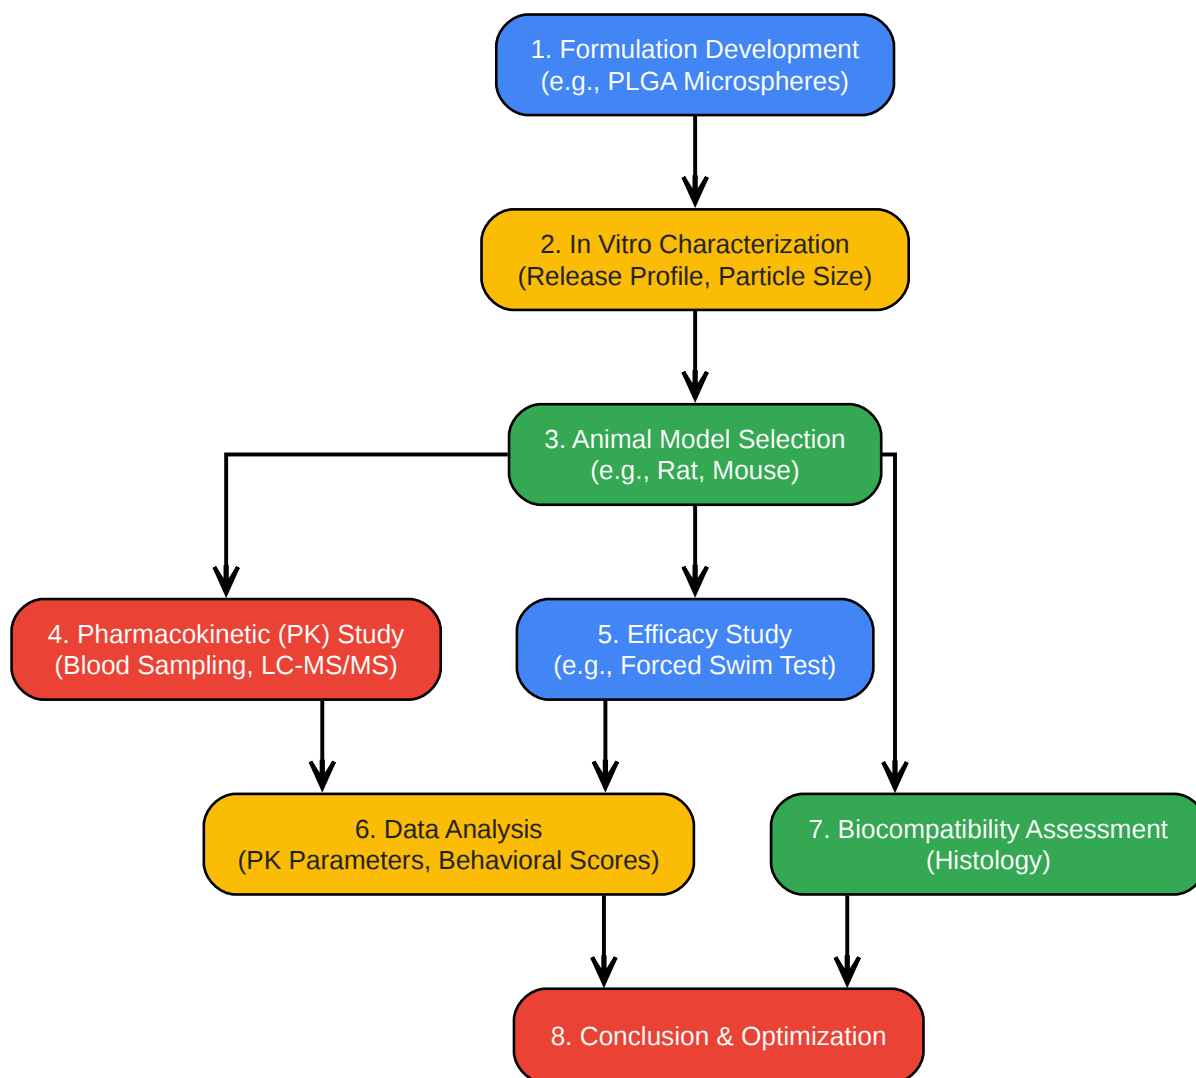 1. Formulation Development
(e.g., PLGA Microspheres)
2. In Vitro Characterization
(Release Profile, Particle Size)
3. Animal Model Selection
(e.g., Rat, Mouse)
4. Pharmacokinetic (PK) Study
(Blood Sampling, LC-MS/MS)
5. Efficacy Study
(e.g., Forced Swim Test)
6. Data Analysis
(PK Parameters, Behavioral Scores)
7. Biocompatibility Assessment
(Histology)
8. Conclusion & Optimization